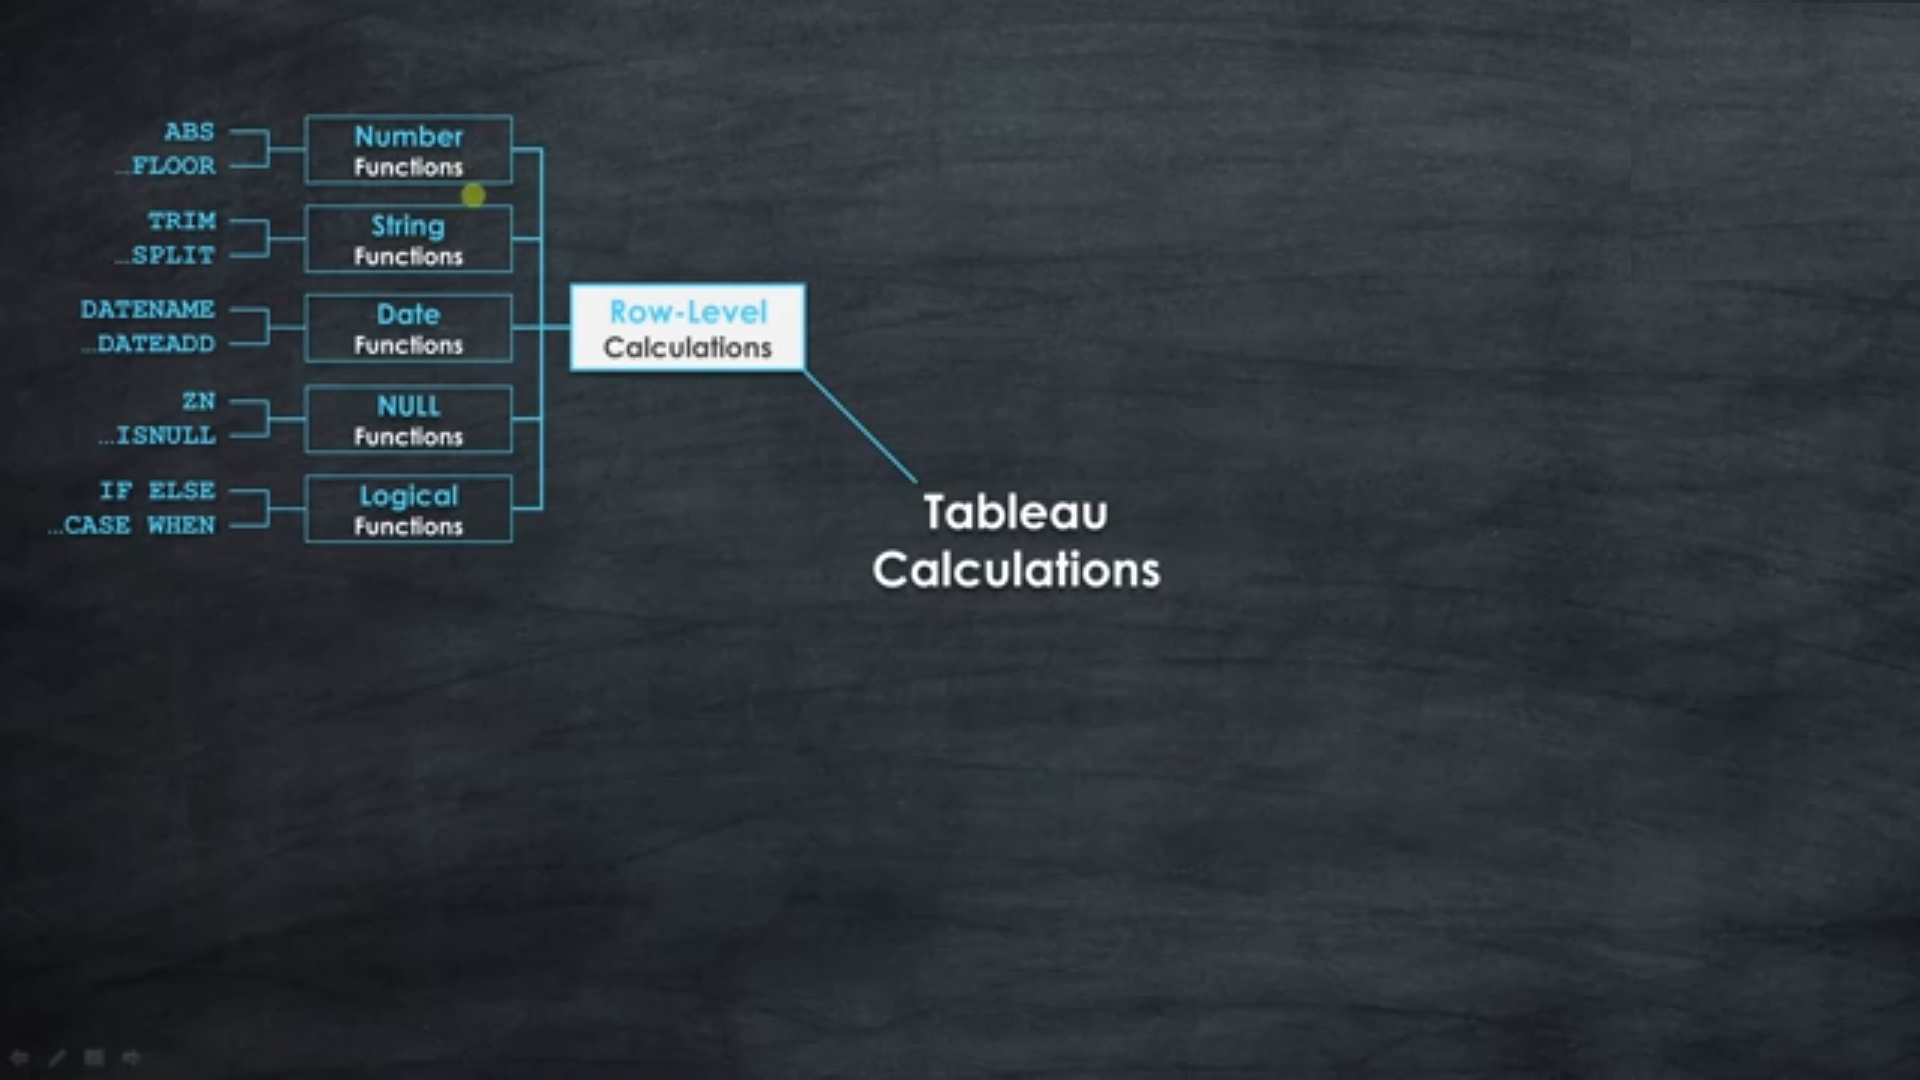 ABS
...FLOOR
Number
Functions
TRIM
...SPLIT
String
Functions
DATENAME
...DATEADD
Date
Functions
ZN
...ISNULL
NULL
Functions
IF ELSE
...CASE WHEN
Logical
Functions
Row-Level
Calculations
Tableau
Calculations